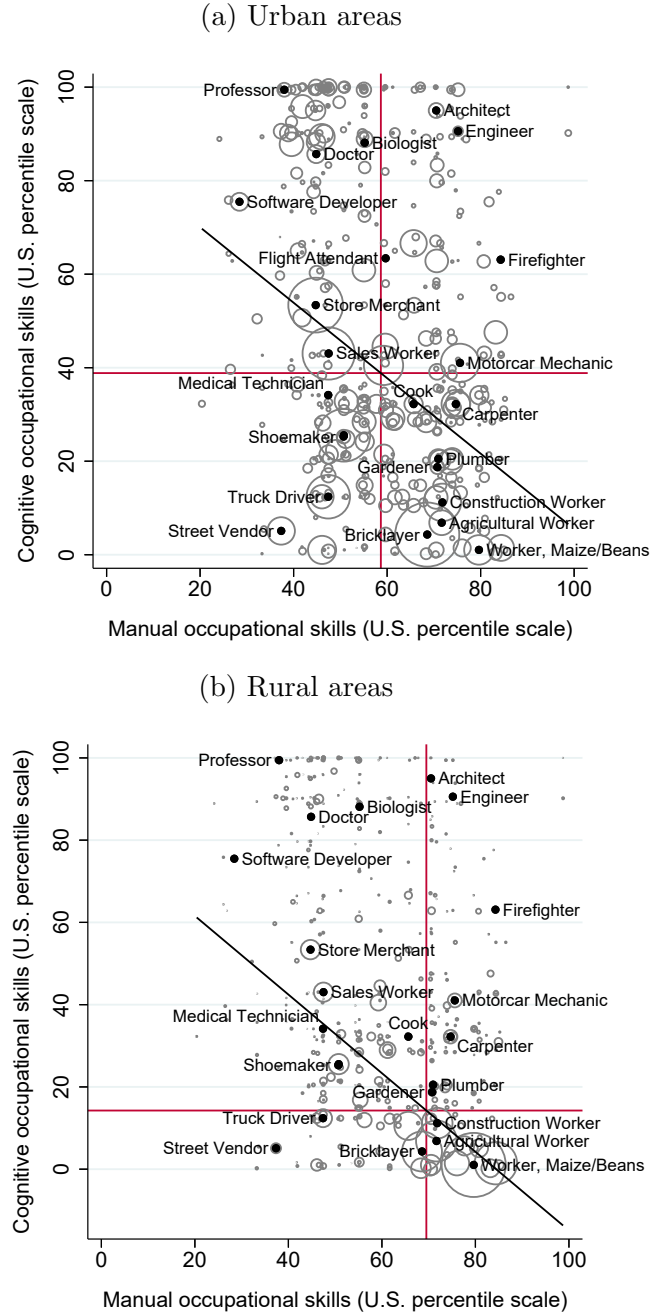 (a) Urban areas
Cognitive occupational skills (U.S. percentile scale)
100
80
60
40
20
0
Professor
Architect
Engineer
Biologist
Doctor
Software Developer
Flight Attendant
Firefighter
Store Merchant
Sales Worker
Motorcar Mechanic
Medical Technician
Cook
Carpenter
Shoemaker
Plumber
Gardener
Truck Driver
Construction Worker
Agricultural Worker
Street Vendor
Bricklayer
Worker, Maize/Beans
0 20 40 60 80 100
Manual occupational skills (U.S. percentile scale)
(b) Rural areas
Cognitive occupational skills (U.S. percentile scale)
100
80
60
40
20
0
Professor
Architect
Engineer
Biologist
Doctor
Software Developer
Firefighter
Store Merchant
Sales Worker
Motorcar Mechanic
Medical Technician
Cook
Carpenter
Shoemaker
Plumber
Gardener
Truck Driver
Construction Worker
Agricultural Worker
Street Vendor
Bricklayer
Worker, Maize/Beans
0 20 40 60 80 100
Manual occupational skills (U.S. percentile scale)